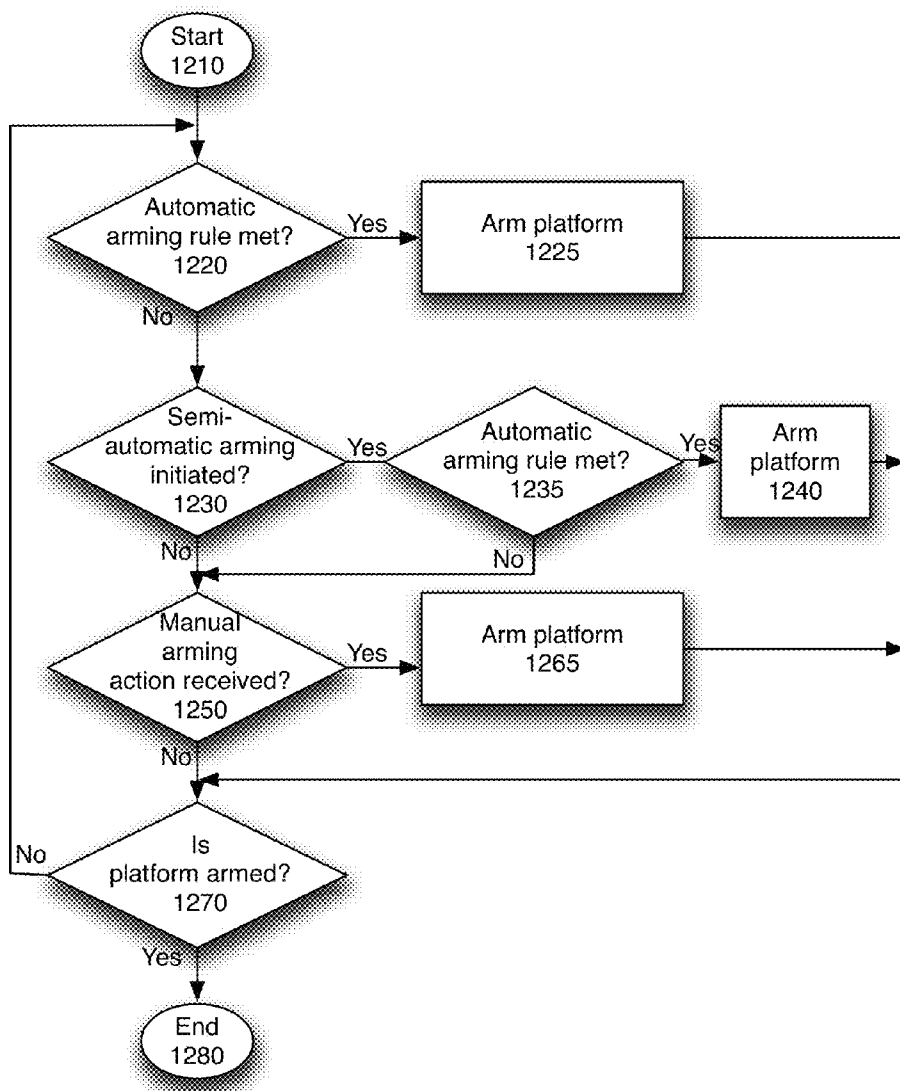 Start
1210
Automatic
arming rule met?
1220
Yes
Arm platform
1225
No
Semi-
automatic arming
initiated?
1230
Yes
Automatic
arming rule met?
1235
Yes
Arm
platform
1240
No
No
Manual
arming
action received?
1250
Yes
Arm platform
1265
No
Is
platform armed?
1270
No
Yes
End
1280